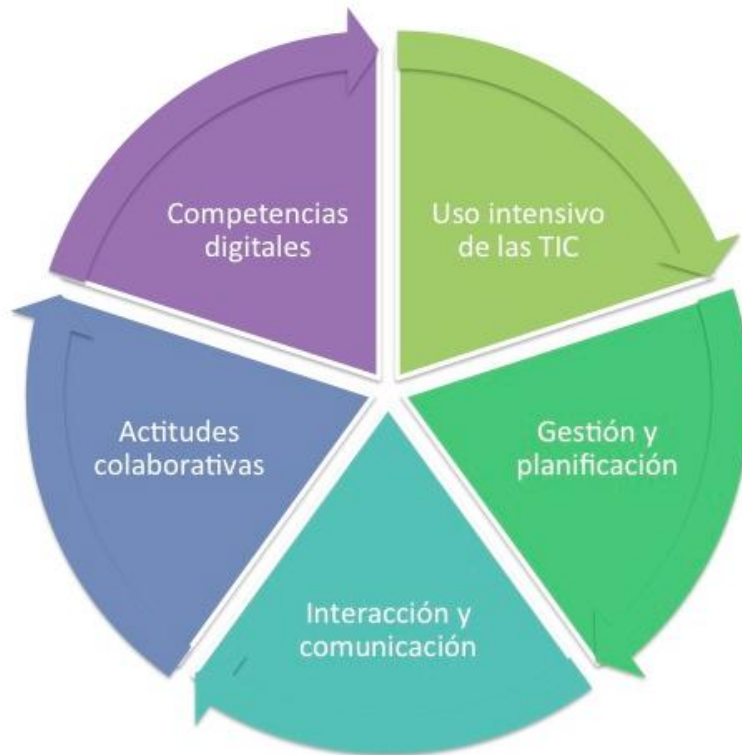 Competencias
digitales
Uso intensivo
de las TIC
Actitudes
colaborativas
Gestión y
planificación
Interacción y
comunicación